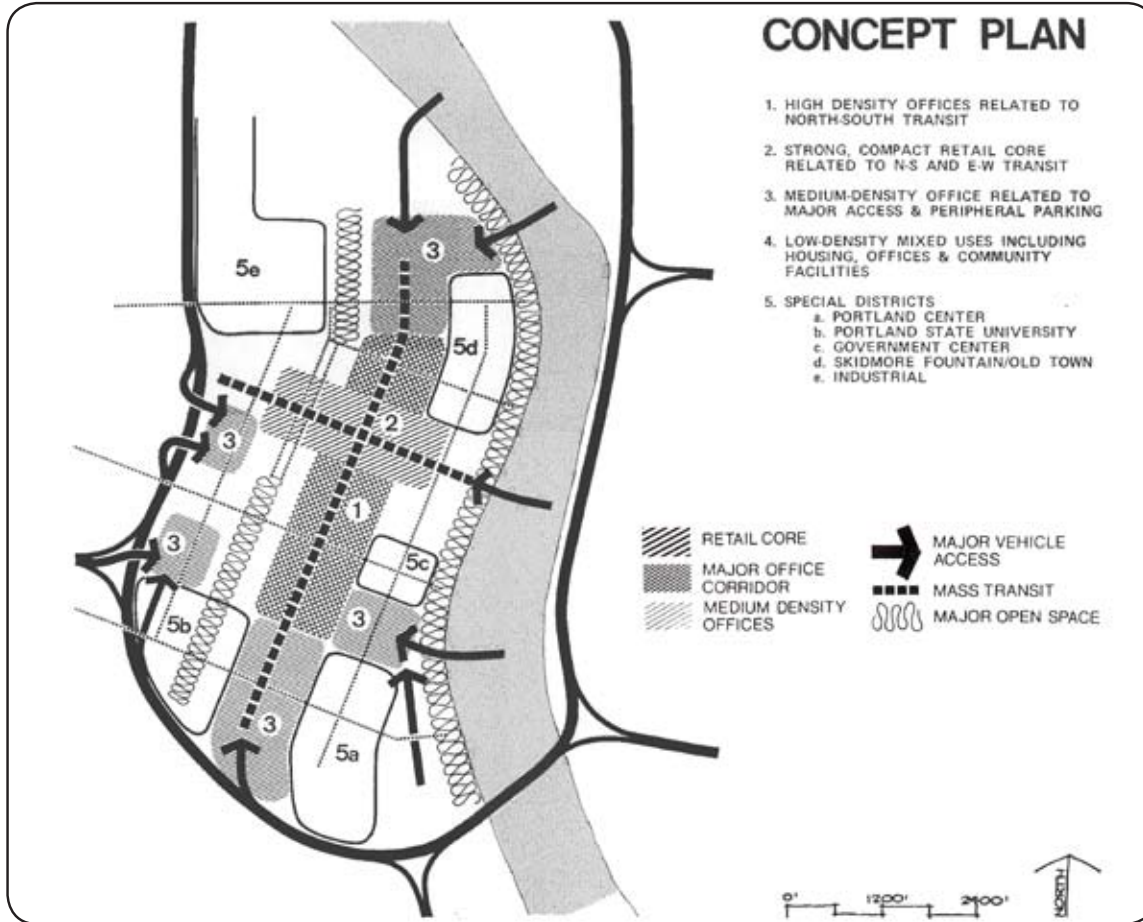 CONCEPT PLAN
1. HIGH DENSITY OFFICES RELATED TO
NORTH-SOUTH TRANSIT
2. STRONG, COMPACT RETAIL CORE
RELATED TO N-S AND E-W TRANSIT
3. MEDIUM-DENSITY OFFICE RELATED TO
MAJOR ACCESS & PERIPHERAL PARKING
4. LOW-DENSITY MIXED USES INCLUDING
HOUSING, OFFICES & COMMUNITY
FACILITIES
5. SPECIAL DISTRICTS
a. PORTLAND CENTER
b. PORTLAND STATE UNIVERSITY
c. GOVERNMENT CENTER
d. SKIDMORE FOUNTAIN/OLD TOWN
e. INDUSTRIAL
3
5e
5d
2
3
1
3
5c
3
5b
3
5a
RETAIL CORE
MAJOR OFFICE
CORRIDOR
MEDIUM DENSITY
OFFICES
MAJOR VEHICLE
ACCESS
MASS TRANSIT
MAJOR OPEN SPACE
0' 1200' 2400'
NORTH